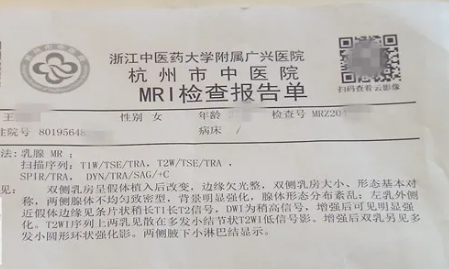 浙江中医药大学附属广兴医院
杭州市中医院
MRI检查报告单
扫码查看云影像
王 性别 女 年龄 检查号 MRZ20
住院号 80195648 病床 /
法: 乳腺 MR ;
扫描序列: T1W/TSE/TRA, T2W/TSE/TRA ,
SPIR/TRA, DYN/TRA/SAG/+C
见: 双侧乳房呈假体植入后改变, 边缘欠光整, 双侧乳房大小、形态基本对
称, 两侧腺体不均匀致密型, 背景呈明显强化, 腺体形态分布紊乱; 左乳外侧
近假体边缘见条片状稍长T1长T2信号, DWI为稍高信号, 增强后可见明显强
化。T2WI序列上两乳见散在多发小结节状T2WI低信号影、增强后双乳另见多
发小圆形环状强化影。两侧腋下小淋巴结显示。